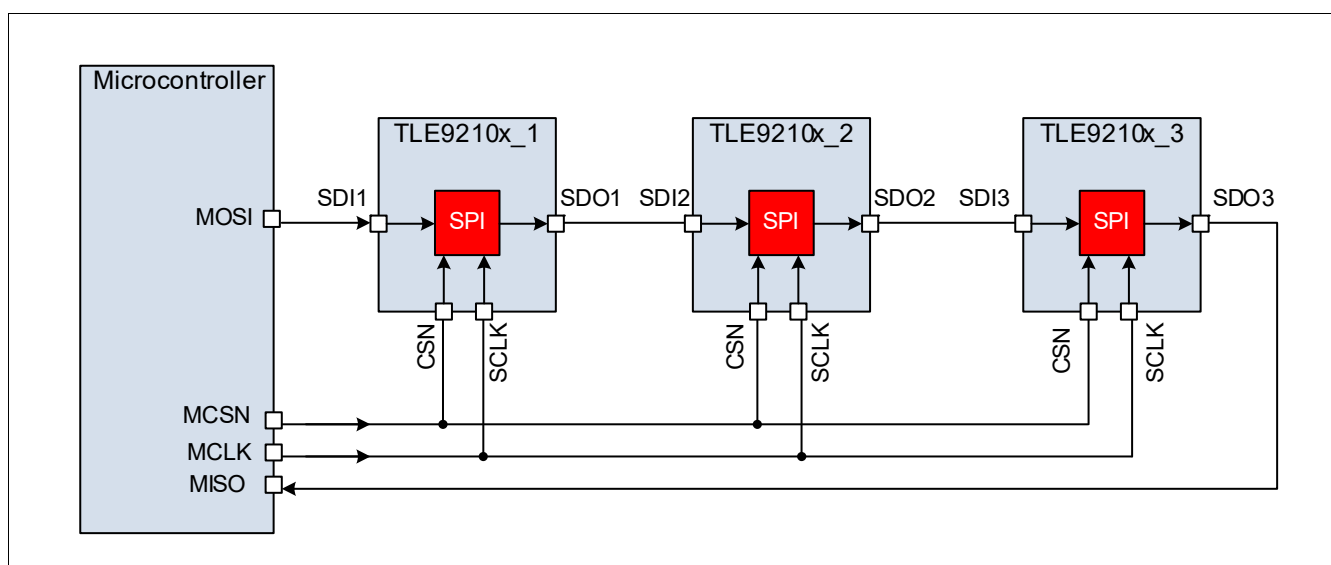 Microcontroller
TLE9210x_1
TLE9210x_2
TLE9210x_3
MOSI
SDI1
SPI
SDO1
SDI2
SPI
SDO2
SDI3
SPI
SDO3
CSN
SCLK
CSN
SCLK
CSN
SCLK
MCSN
MCLK
MISO